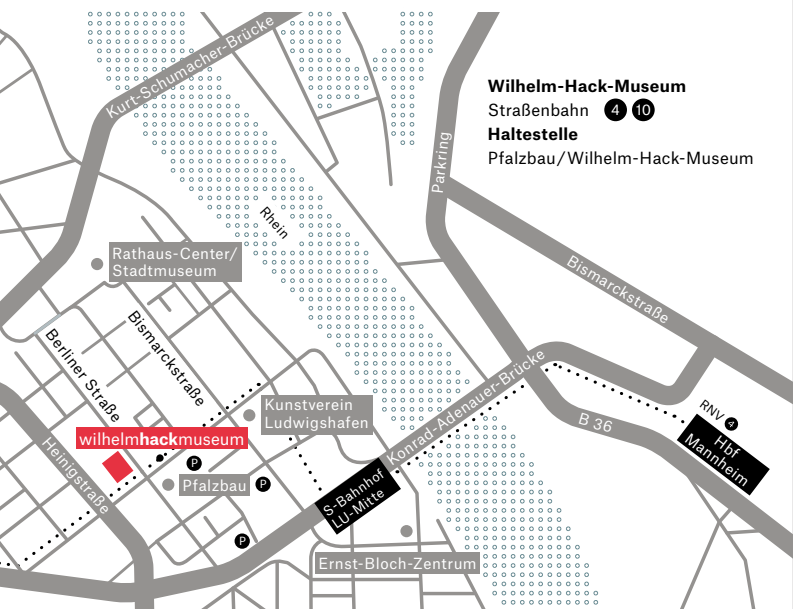 Kurt-Schumacher-Brücke
Wilhelm-Hack-Museum
Straßenbahn 4 10
Haltestelle
Pfalzbau/Wilhelm-Hack-Museum
Parkring
Rhein
Rathaus-Center/
Stadtmuseum
Bismarckstraße
Bismarckstraße
Berliner Straße
Konrad-Adenauer-Brücke
Kunstverein
Ludwigshafen
RNV 4
B 36
Hbf
Mannheim
wilhelmhackmuseum
Heinigstraße
P
Pfalzbau
P
S-Bahnhof
LU-Mitte
P
Ernst-Bloch-Zentrum